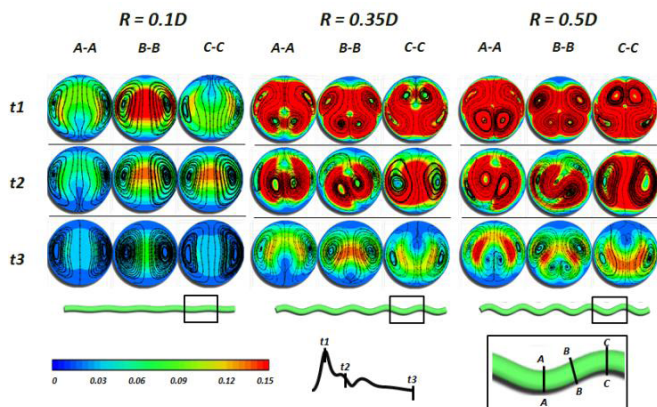 R = 0.1D R = 0.35D R = 0.5D
A-A B-B C-C A-A B-B C-C A-A B-B C-C
t1
t2
t3
0 0.03 0.06 0.09 0.12 0.15
t1
t2
t3
A B C
A B C